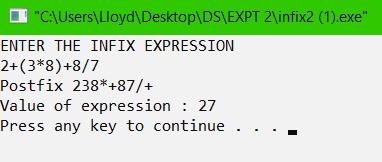 "C:\Users\Lloyd\Desktop\DS\EXPT 2\infix2 (1).exe"
ENTER THE INFIX EXPRESSION
2+(3*8)+8/7
Postfix 238*+87/+
Value of expression : 27
Press any key to continue . . .